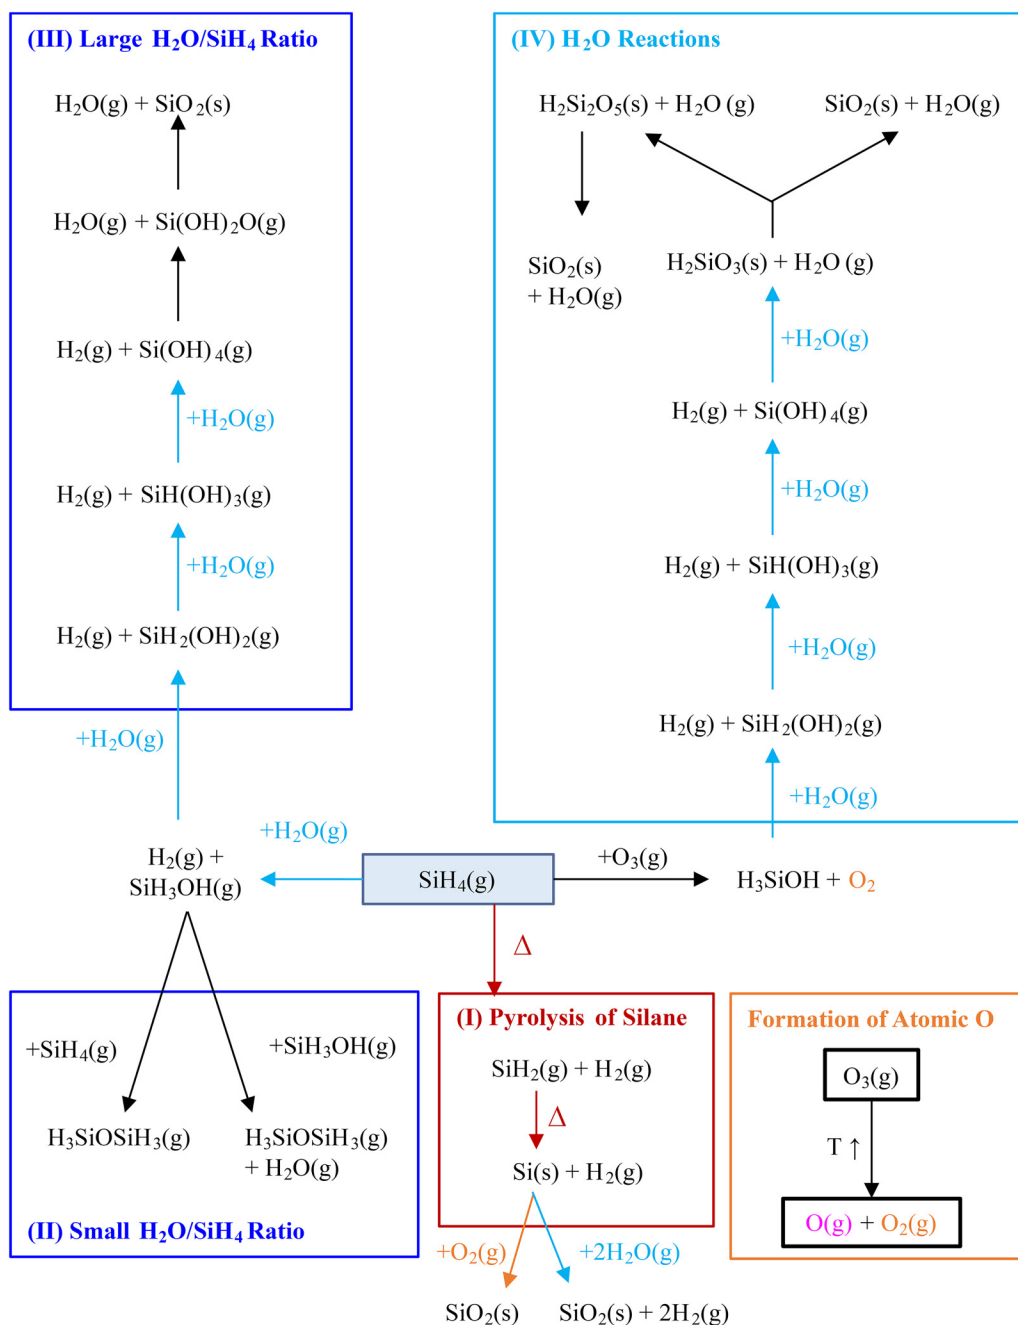 (III) Large H₂O/SiH₄ Ratio
H₂O(g) + SiO₂(s)
H₂O(g) + Si(OH)₂O(g)
H₂(g) + Si(OH)₄(g)
+H₂O(g)
H₂(g) + SiH(OH)₃(g)
+H₂O(g)
H₂(g) + SiH₂(OH)₂(g)
+H₂O(g)
(IV) H₂O Reactions
H₂Si₂O₅(s) + H₂O (g)
SiO₂(s) + H₂O(g)
SiO₂(s)
+ H₂O(g)
H₂SiO₃(s) + H₂O (g)
+H₂O(g)
H₂(g) + Si(OH)₄(g)
+H₂O(g)
H₂(g) + SiH(OH)₃(g)
+H₂O(g)
H₂(g) + SiH₂(OH)₂(g)
+H₂O(g)
H₂(g) +
SiH₃OH(g)
+H₂O(g)
SiH₄(g)
+O₃(g)
H₃SiOH + O₂
Δ
+SiH₄(g)
+SiH₃OH(g)
H₃SiOSiH₃(g)
H₃SiOSiH₃(g)
+ H₂O(g)
(II) Small H₂O/SiH₄ Ratio
(I) Pyrolysis of Silane
SiH₂(g) + H₂(g)
Δ
Si(s) + H₂(g)
+O₂(g)
+2H₂O(g)
SiO₂(s)
SiO₂(s) + 2H₂(g)
Formation of Atomic O
O₃(g)
T ↑
O(g) + O₂(g)